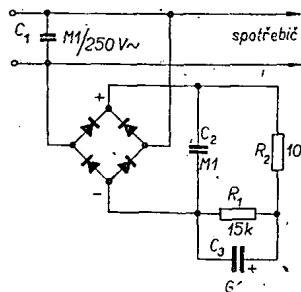 C₁
M1/250 V~
spotřebič
+
−
C₂
M1
R₂
10
R₁
15k
C₃
+